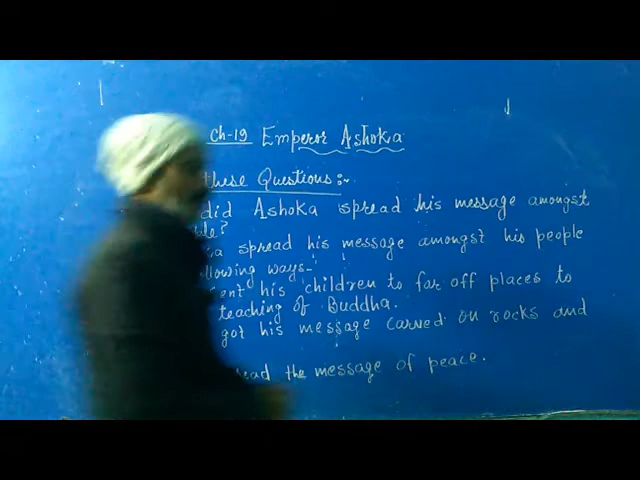 Ch-19 Emperor Ashoka
these Questions:-
did Ashoka spread his message amongst
spread his message amongst his people
llowing ways-
ent his children to far off places to
teaching of Buddha.
got his message carved on rocks and
ead the message of peace.